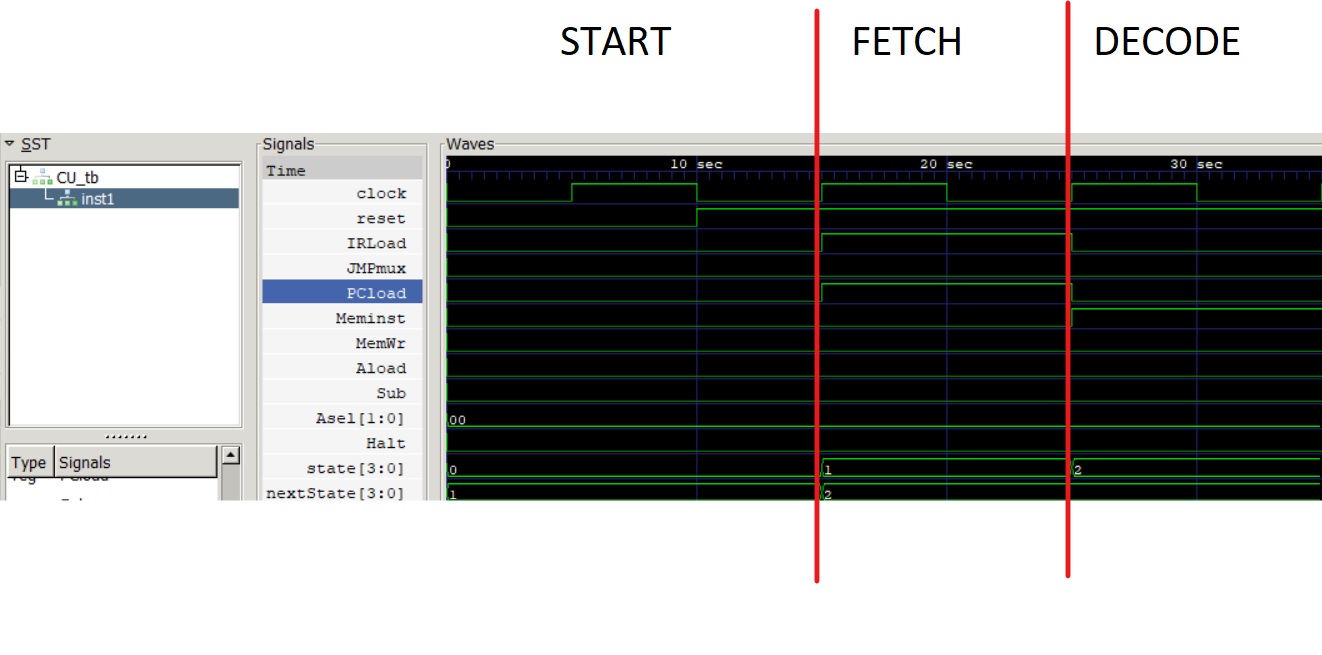 START FETCH DECODE
SST
CU_tb
inst1
Type Signals
Signals
Time
clock
reset
IRLoad
JMPmux
PCload
Meminst
MemWr
Aload
Sub
Asel[1:0]
Halt
state[3:0]
nextState[3:0]
Waves
0 10 sec 20 sec 30 sec
00
0 1 2
1 2